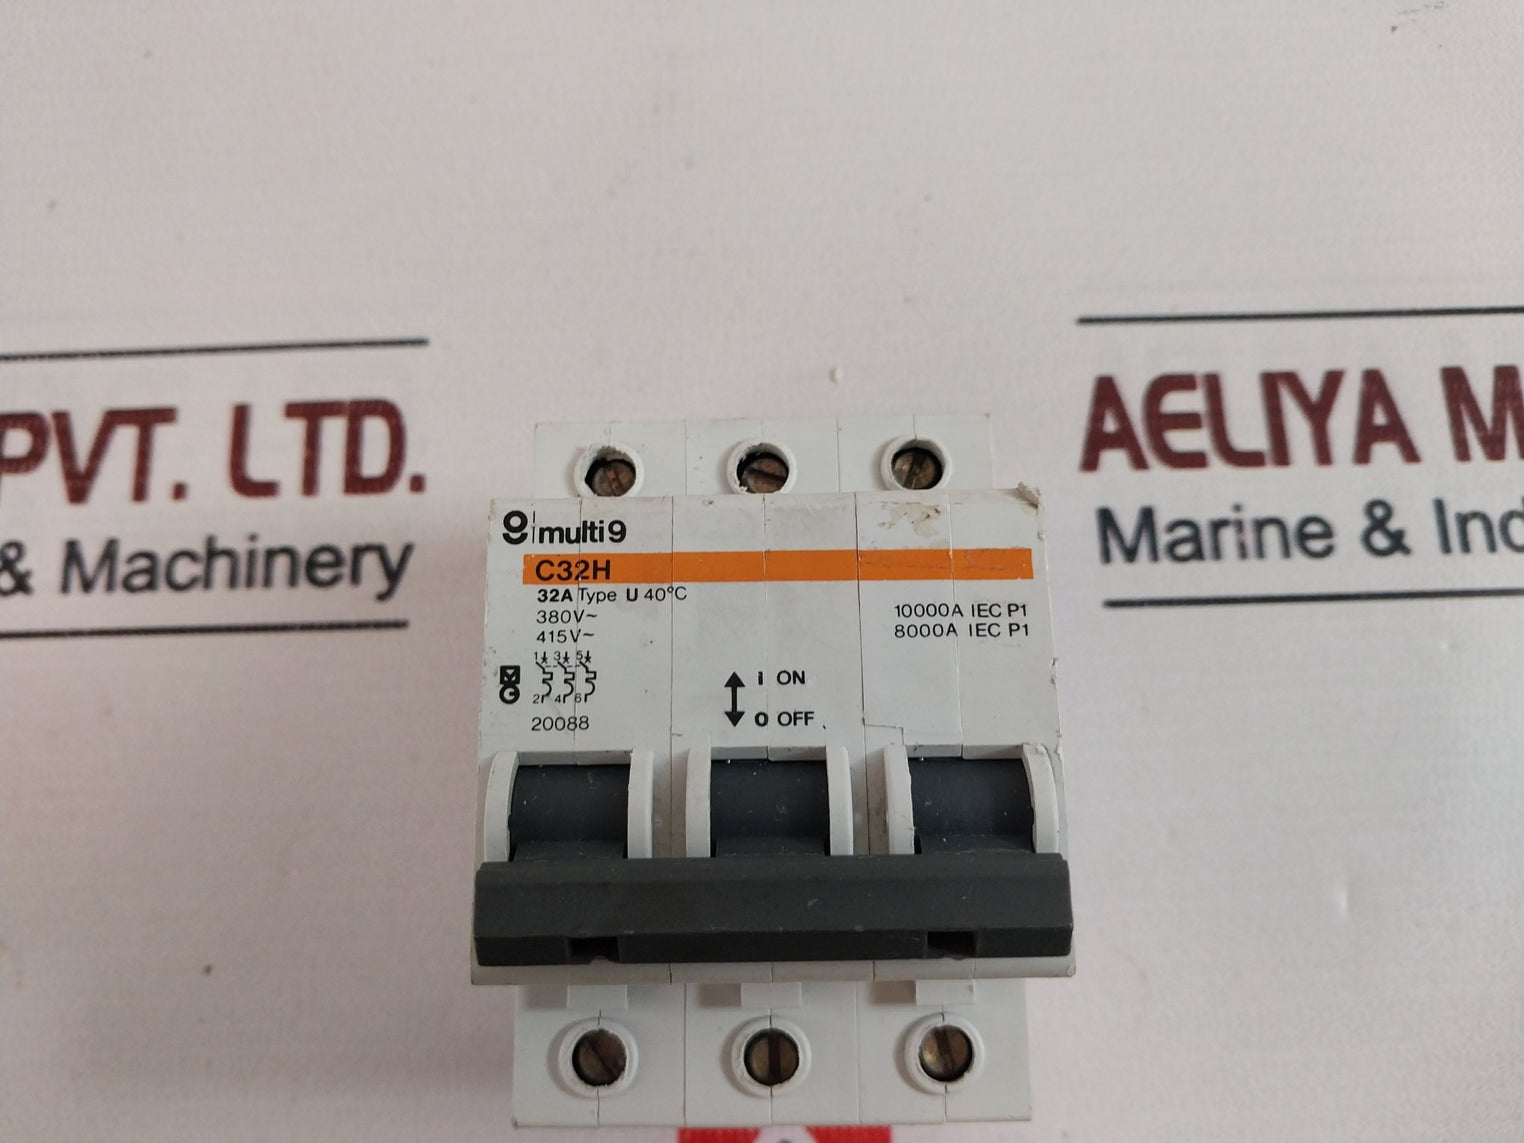 PVT. LTD.
& Machinery
AELIYA M
Marine & Ind
multi 9
C32H
32A Type U 40°C
380V~
415V~
10000A IEC P1
8000A IEC P1
1 3 5
2 4 6
20088
I ON
O OFF